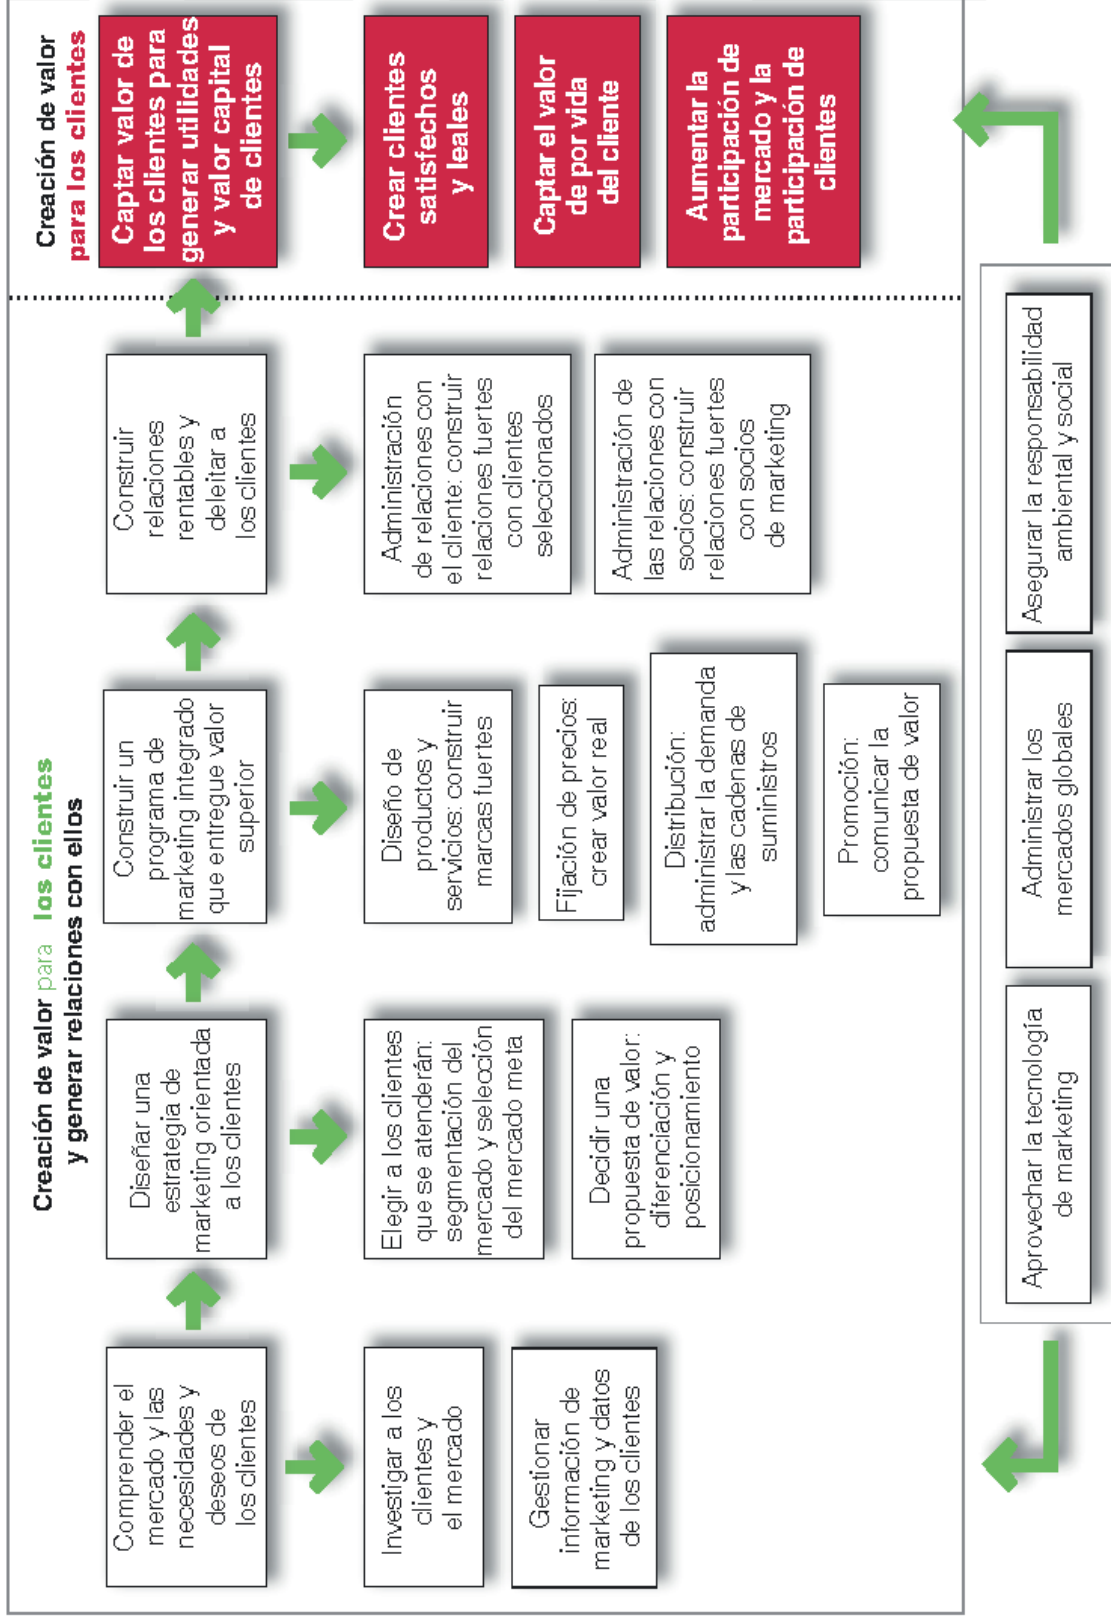 Creación de valor para los clientes
y generar relaciones con ellos
Creación de valor
para los clientes
Comprender el
mercado y las
necesidades y
deseos de
los clientes
Diseñar una
estrategia de
marketing orientada
a los clientes
Construir un
programa de
marketing integrado
que entregue valor
superior
Construir
relaciones
rentables y
deleitar a
los clientes
Captar valor de
los clientes para
generar utilidades
y valor capital
de clientes
Investigar a los
clientes y
el mercado
Gestionar
información de
marketing y datos
de los clientes
Elegir a los clientes
que se atenderán:
segmentación del
mercado y selección
del mercado meta
Decidir una
propuesta de valor:
diferenciación y
posicionamiento
Diseño de
productos y
servicios: construir
marcas fuertes
Fijación de precios:
crear valor real
Distribución:
administrar la demanda
y las cadenas de
suministros
Promoción:
comunicar la
propuesta de valor
Administración
de relaciones con
el cliente: construir
relaciones fuertes
con clientes
seleccionados
Administración de
las relaciones con
socios: construir
relaciones fuertes
con socios
de marketing
Crear clientes
satisfechos
y leales
Captar el valor
de por vida
del cliente
Aumentar la
participación de
mercado y la
participación de
clientes
Aprovechar la tecnología
de marketing
Administrar los
mercados globales
Asegurar la responsabilidad
ambiental y social